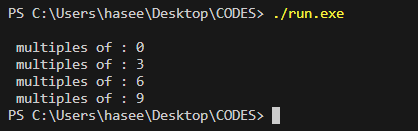 PS C:\Users\hasee\Desktop\CODES> ./run.exe
multiples of : 0
multiples of : 3
multiples of : 6
multiples of : 9
PS C:\Users\hasee\Desktop\CODES>